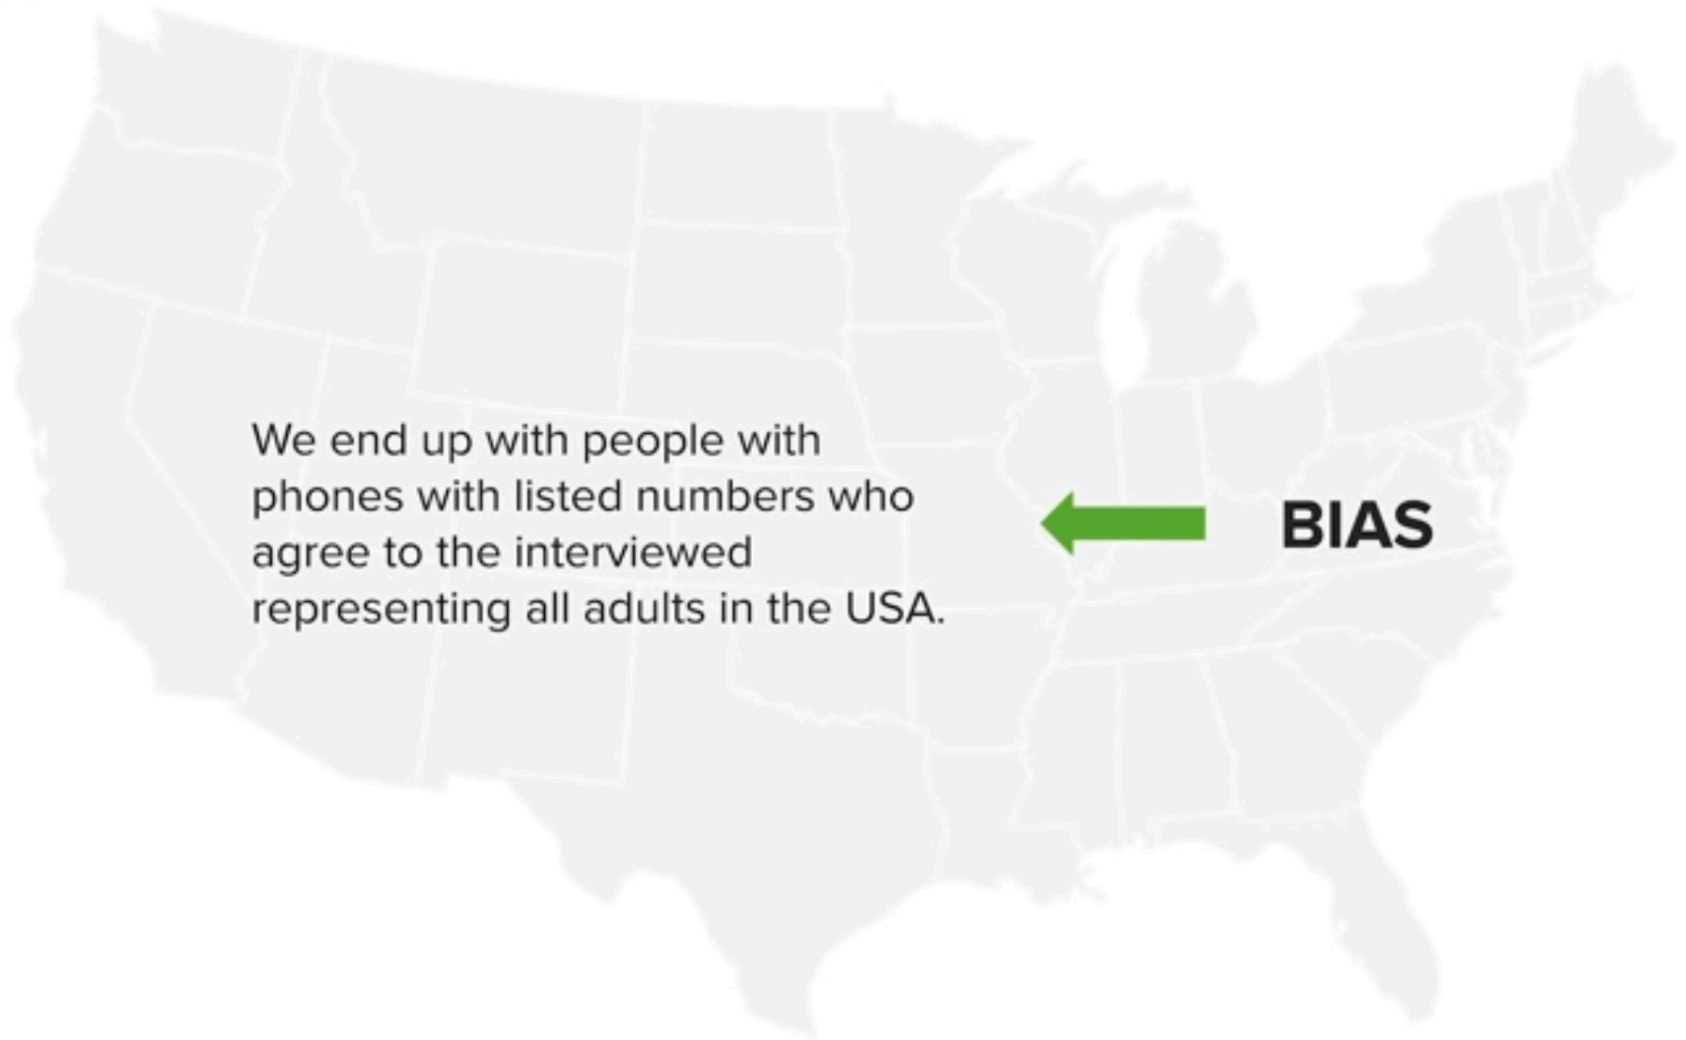 We end up with people with
phones with listed numbers who
agree to the interviewed
representing all adults in the USA.
BIAS